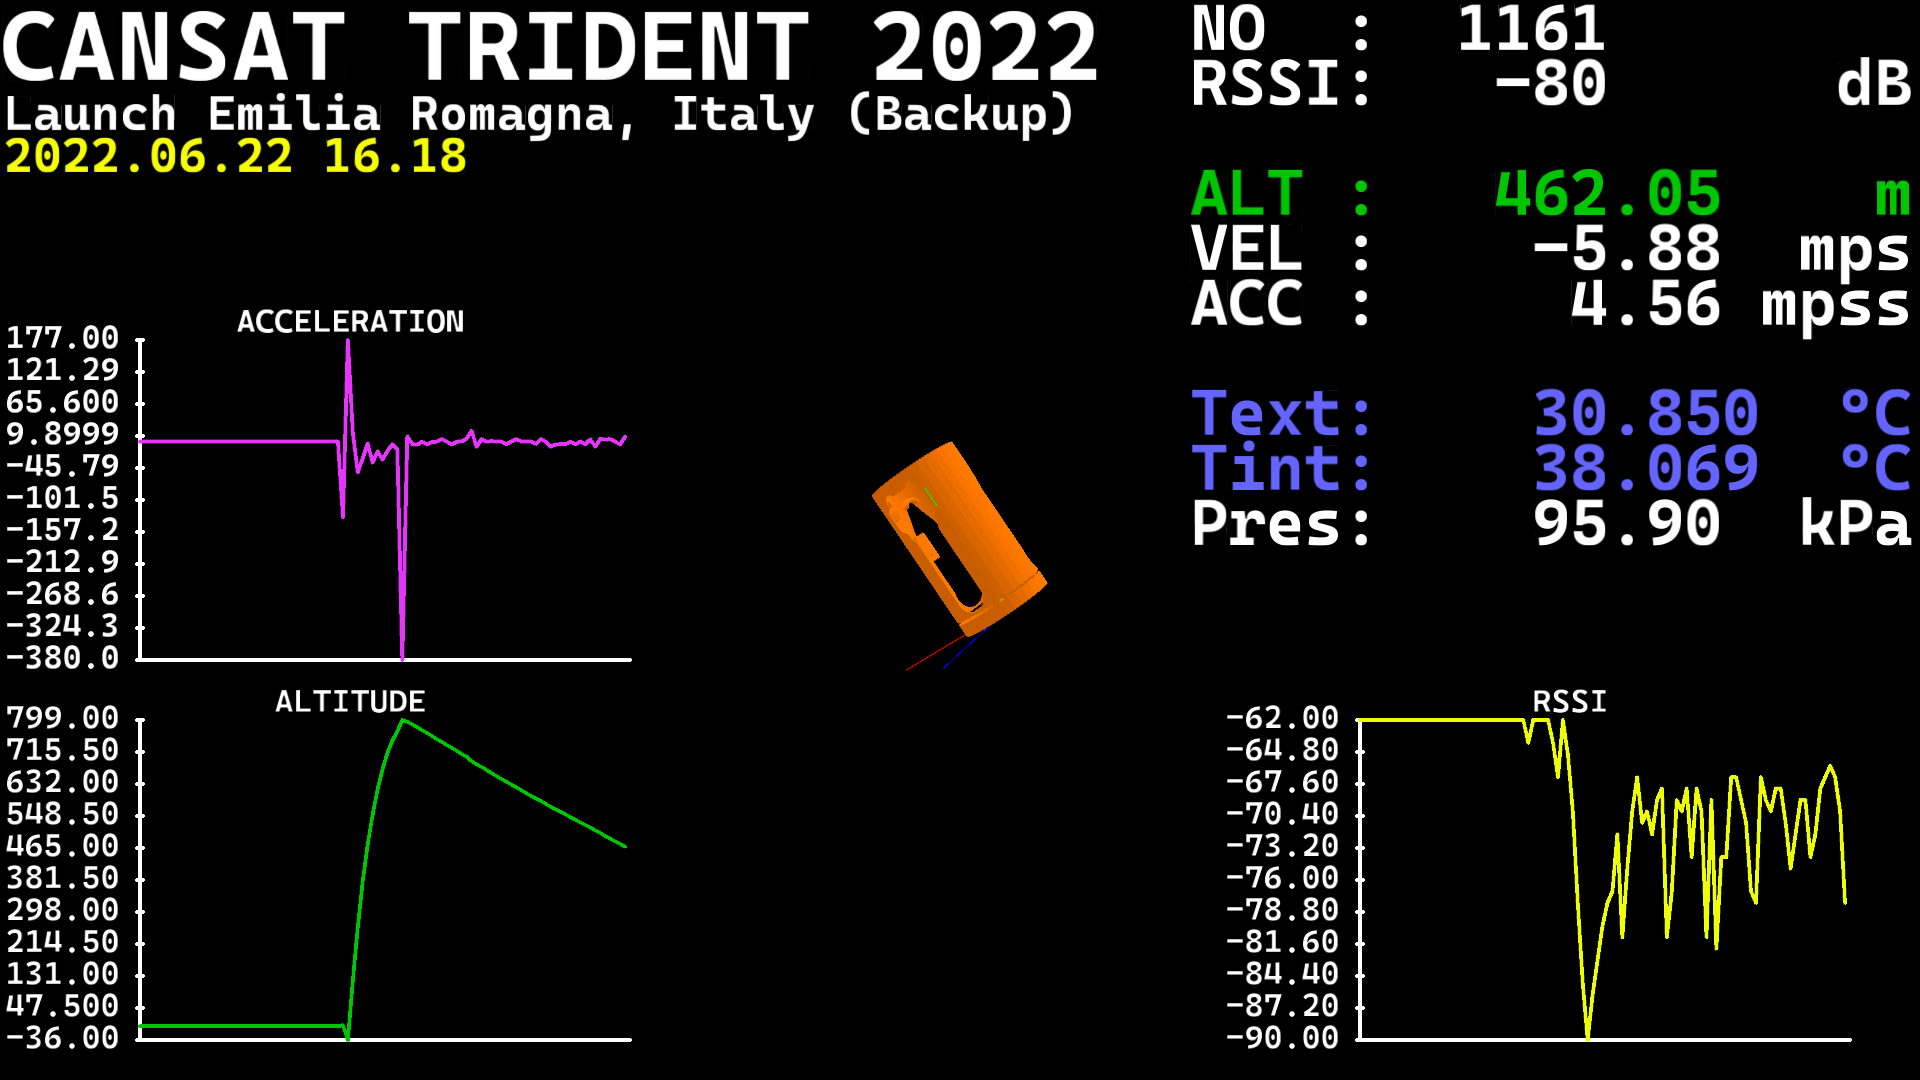 CANSAT TRIDENT 2022
Launch Emilia Romagna, Italy (Backup)
2022.06.22 16.18
NO : 1161
RSSI: -80 dB
ALT : 462.05 m
VEL : -5.88 mps
ACC : 4.56 mpss
Text: 30.850 °C
Tint: 38.069 °C
Pres: 95.90 kPa
ACCELERATION
177.00
121.29
65.600
9.8999
-45.79
-101.5
-157.2
-212.9
-268.6
-324.3
-380.0
ALTITUDE
799.00
715.50
632.00
548.50
465.00
381.50
298.00
214.50
131.00
47.500
-36.00
RSSI
-62.00
-64.80
-67.60
-70.40
-73.20
-76.00
-78.80
-81.60
-84.40
-87.20
-90.00